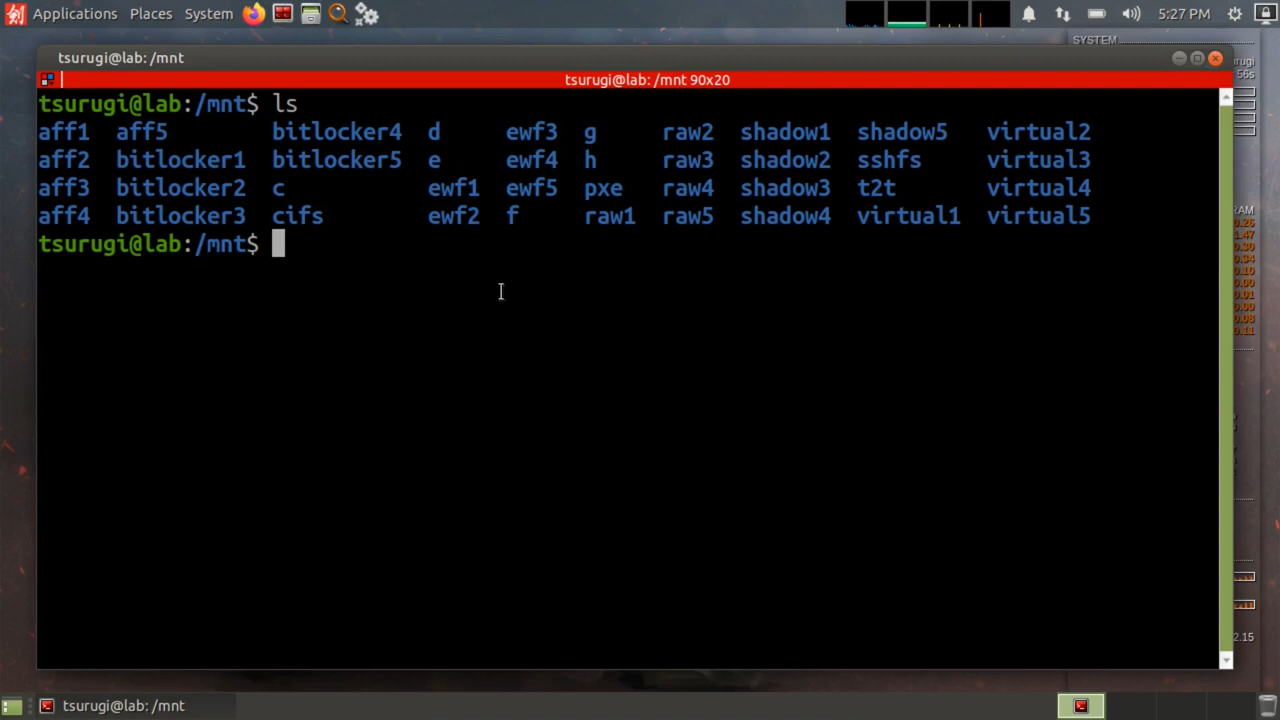 Applications Places System 5:27 PM
SYSTEM
tsurugi@lab: /mnt
tsurugi@lab: /mnt 90x20
tsurugi@lab:/mnt$ ls
aff1 aff5 bitlocker4 d ewf3 g raw2 shadow1 shadow5 virtual2
aff2 bitlocker1 bitlocker5 e ewf4 h raw3 shadow2 sshfs virtual3
aff3 bitlocker2 c ewf1 ewf5 pxe raw4 shadow3 t2t virtual4
aff4 bitlocker3 cifs ewf2 f raw1 raw5 shadow4 virtual1 virtual5
tsurugi@lab:/mnt$
tsurugi@lab: /mnt